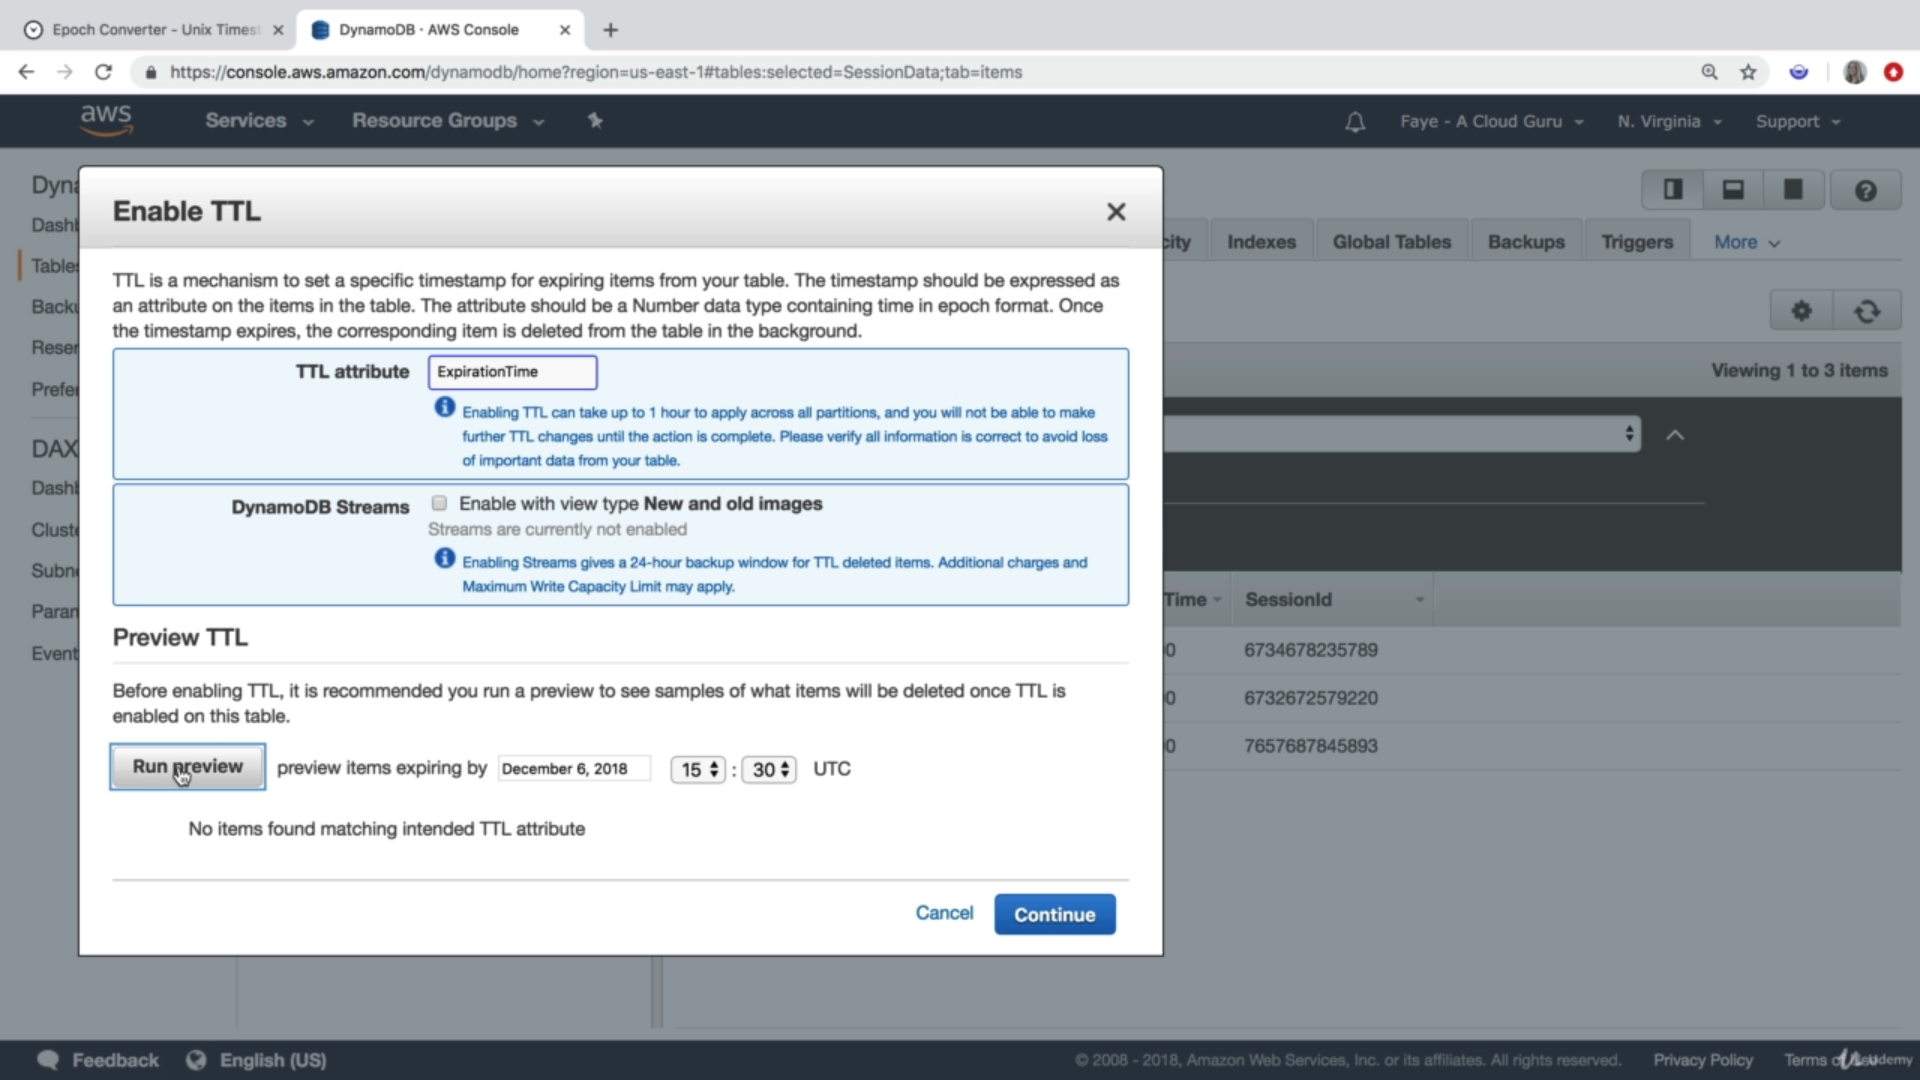 Epoch Converter - Unix Timest
DynamoDB · AWS Console
https://console.aws.amazon.com/dynamodb/home?region=us-east-1#tables:selected=SessionData;tab=items
aws Services Resource Groups Faye - A Cloud Guru N. Virginia Support
Dyna
Dashb
Tables
Backu
Reser
Prefer
DAX
Dashb
Cluste
Subne
Param
Event
city Indexes Global Tables Backups Triggers More
Viewing 1 to 3 items
Time SessionId
0 6734678235789
0 6732672579220
0 7657687845893
Enable TTL
TTL is a mechanism to set a specific timestamp for expiring items from your table. The timestamp should be expressed as
an attribute on the items in the table. The attribute should be a Number data type containing time in epoch format. Once
the timestamp expires, the corresponding item is deleted from the table in the background.
TTL attribute ExpirationTime
Enabling TTL can take up to 1 hour to apply across all partitions, and you will not be able to make
further TTL changes until the action is complete. Please verify all information is correct to avoid loss
of important data from your table.
DynamoDB Streams Enable with view type New and old images
Streams are currently not enabled
Enabling Streams gives a 24-hour backup window for TTL deleted items. Additional charges and
Maximum Write Capacity Limit may apply.
Preview TTL
Before enabling TTL, it is recommended you run a preview to see samples of what items will be deleted once TTL is
enabled on this table.
Run preview preview items expiring by December 6, 2018 15 : 30 UTC
No items found matching intended TTL attribute
Cancel Continue
Feedback English (US) © 2008 - 2018, Amazon Web Services, Inc. or its affiliates. All rights reserved. Privacy Policy Terms of